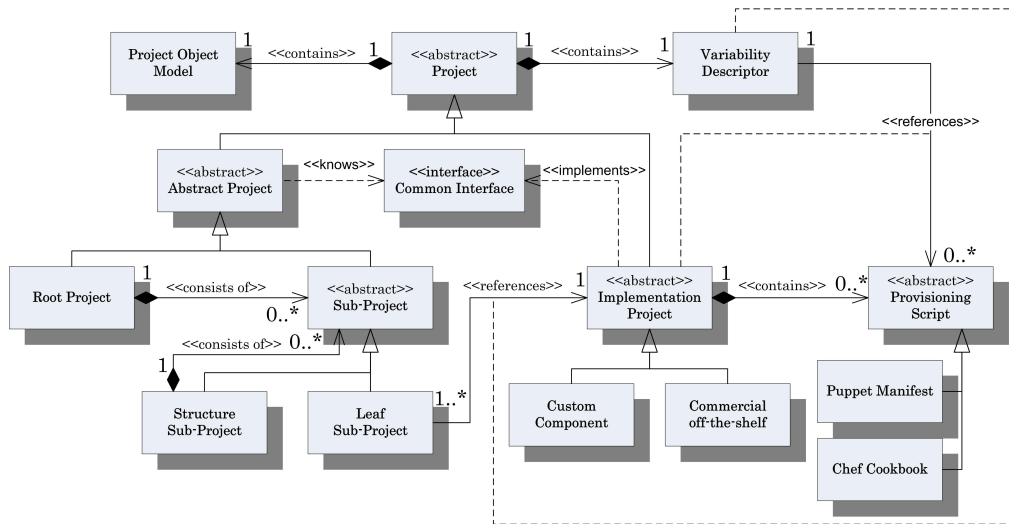 Project Object
Model
1
<<contains>>
1
<<abstract>>
Project
1
<<contains>>
1
Variability
Descriptor
1
<<references>>
<<abstract>>
Abstract Project
<<knows>>
<<interface>>
Common Interface
<<implements>>
Root Project
1
<<consists of>>
0..*
<<abstract>>
Sub-Project
<<references>>
1
<<abstract>>
Implementation
Project
1
<<contains>>
0..*
0..*
<<abstract>>
Provisioning
Script
1
<<consists of>>
0..*
Structure
Sub-Project
Leaf
Sub-Project
1..*
Custom
Component
Commercial
off-the-shelf
Puppet Manifest
Chef Cookbook